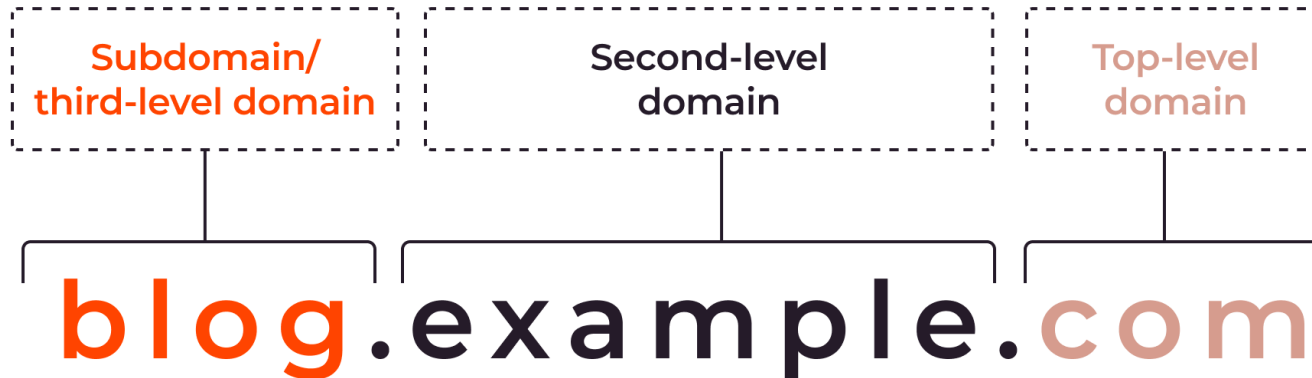 Subdomain/
third-level domain
Second-level
domain
Top-level
domain
blog.example.com